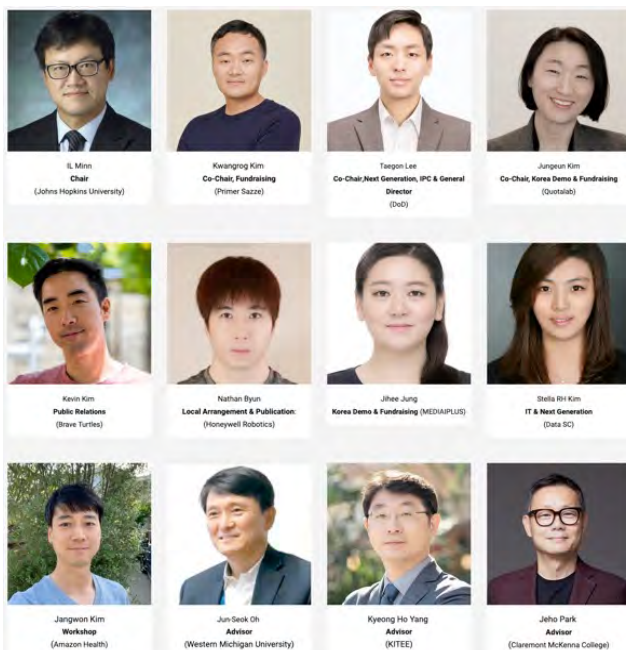 IL Minn
Chair
(Johns Hopkins University)
Kwangrog Kim
Co-Chair, Fundraising
(Primer Sazze)
Taegon Lee
Co-Chair,Next Generation, IPC & General
Director
(DoD)
Jungeun Kim
Co-Chair, Korea Demo & Fundraising
(Quotalab)
Kevin Kim
Public Relations
(Brave Turtles)
Nathan Byun
Local Arrangement & Publication:
(Honeywell Robotics)
Jihee Jung
Korea Demo & Fundraising (MEDIAIPLUS)
Stella RH Kim
IT & Next Generation
(Data SC)
Jangwon Kim
Workshop
(Amazon Health)
Jun-Seok Oh
Advisor
(Western Michigan University)
Kyeong Ho Yang
Advisor
(KITEE)
Jeho Park
Advisor
(Claremont McKenna College)